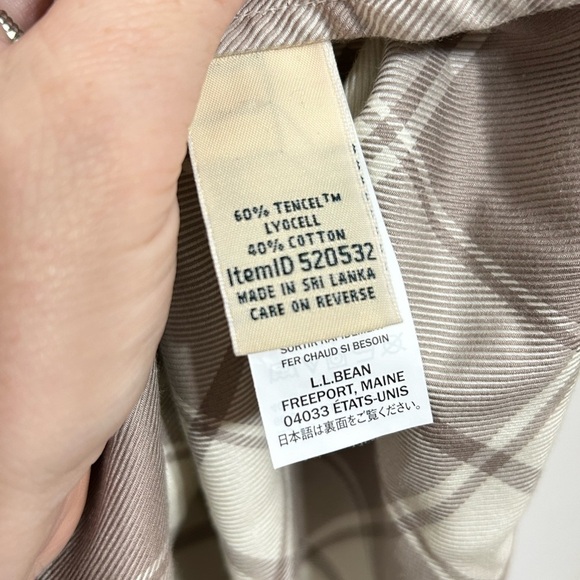 60% TENCEL™
LYOCELL
40% COTTON
ItemID 520532
MADE IN SRI LANKA
CARE ON REVERSE
FER CHAUD SI BESOIN
L.L.BEAN
FREEPORT, MAINE
04033 ÉTATS-UNIS
日本語は裏面をご覧ください。